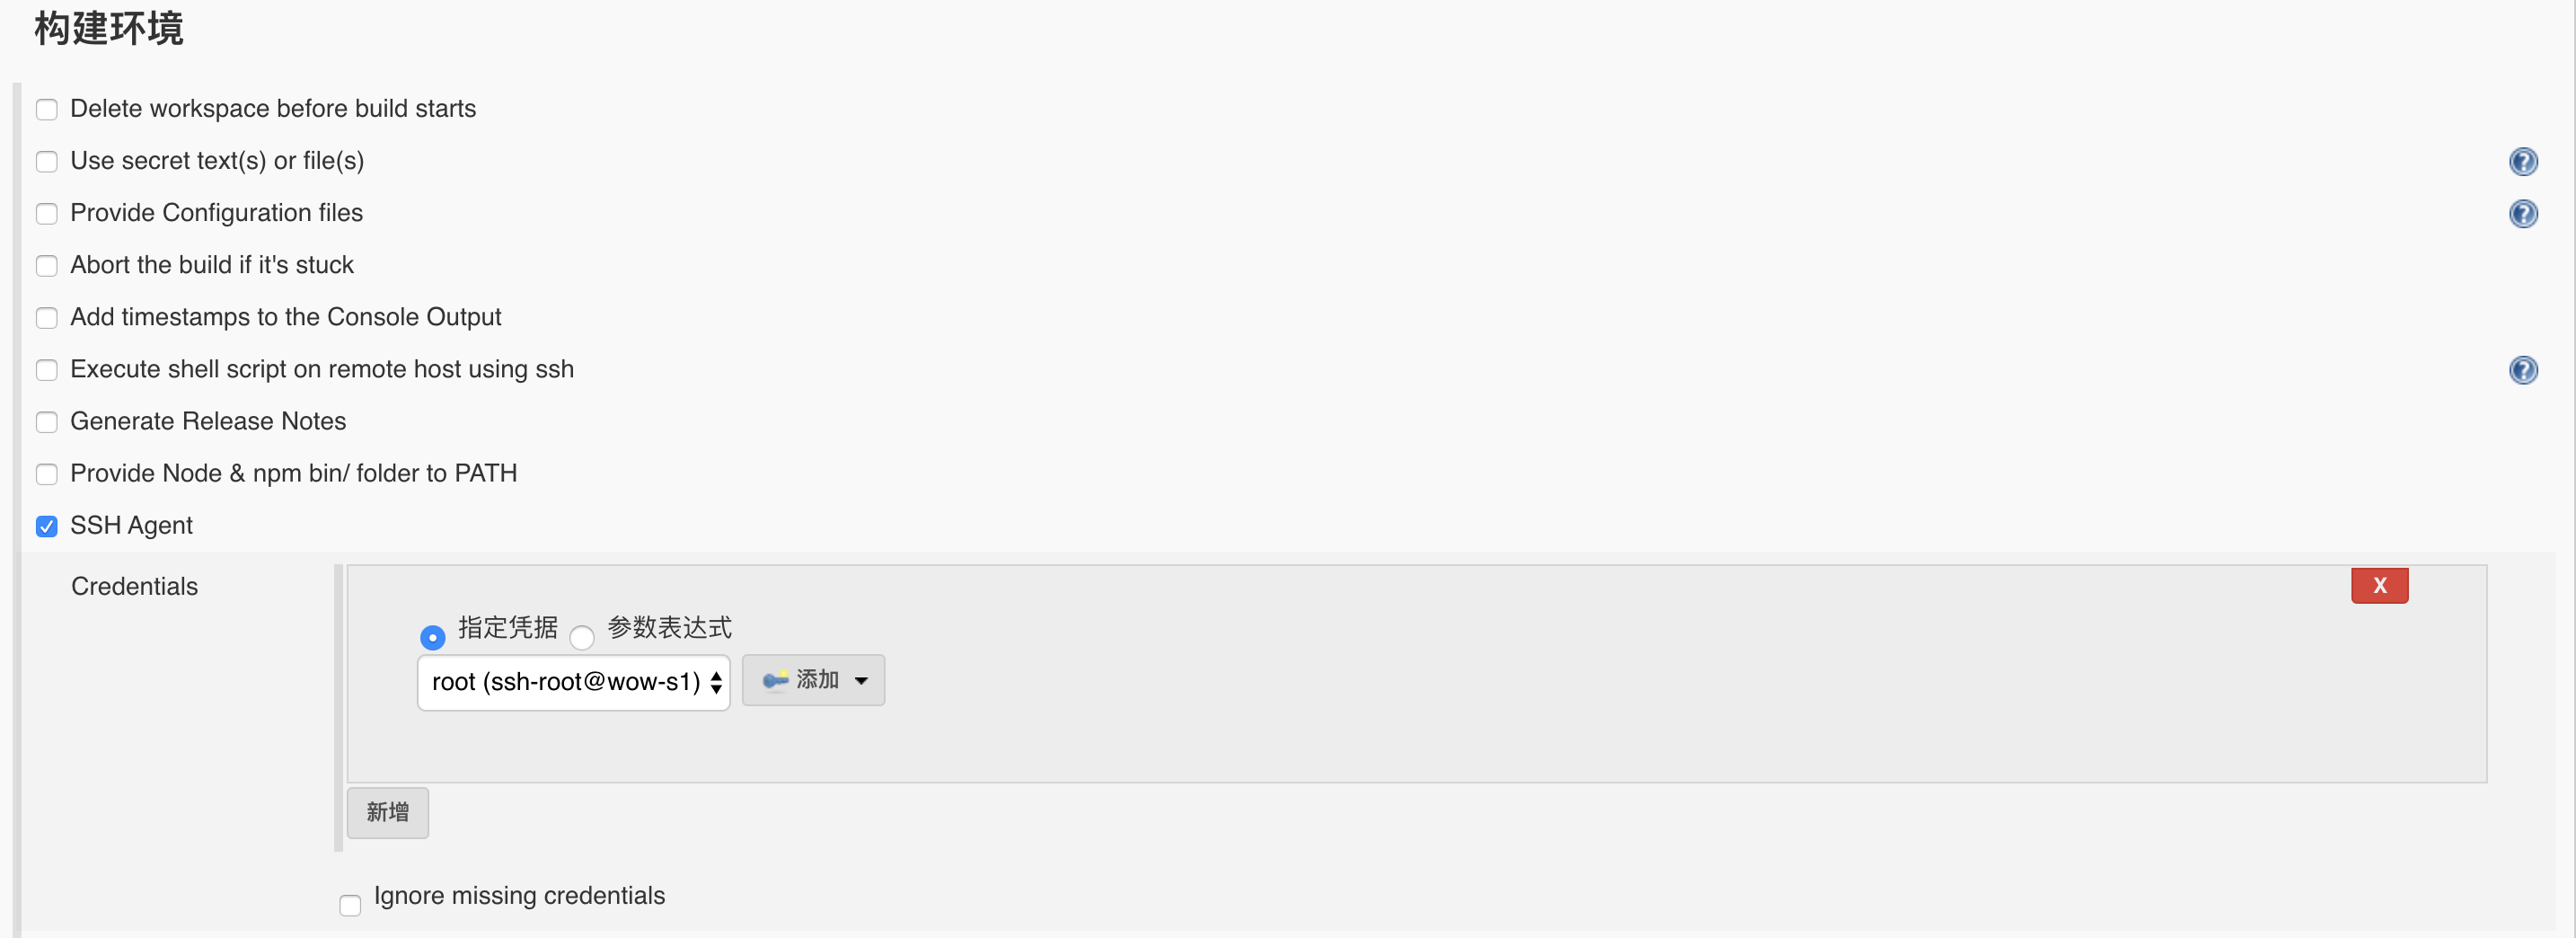 构建环境
Delete workspace before build starts
Use secret text(s) or file(s)
?
Provide Configuration files
?
Abort the build if it's stuck
Add timestamps to the Console Output
Execute shell script on remote host using ssh
?
Generate Release Notes
Provide Node & npm bin/ folder to PATH
SSH Agent
Credentials
X
指定凭据 参数表达式
root (ssh-root@wow-s1) 添加
新增
Ignore missing credentials